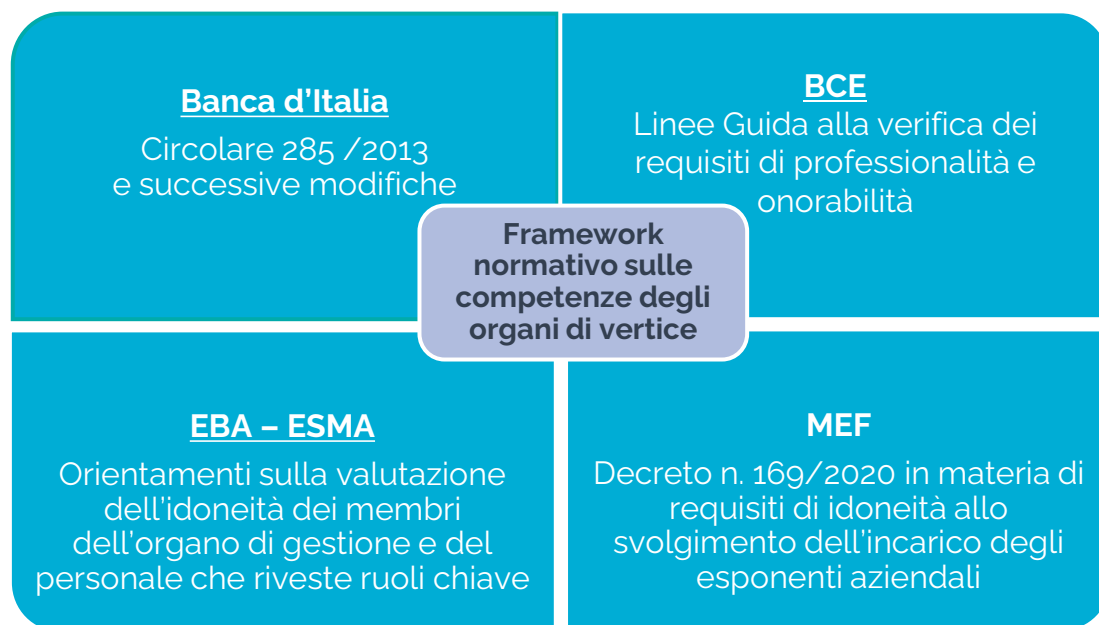 Banca d'Italia
Circolare 285 /2013
e successive modifiche
BCE
Linee Guida alla verifica dei
requisiti di professionalità e
onorabilità
Framework
normativo sulle
competenze degli
organi di vertice
EBA – ESMA
Orientamenti sulla valutazione
dell'idoneità dei membri
dell'organo di gestione e del
personale che riveste ruoli chiave
MEF
Decreto n. 169/2020 in materia di
requisiti di idoneità allo
svolgimento dell'incarico degli
esponenti aziendali